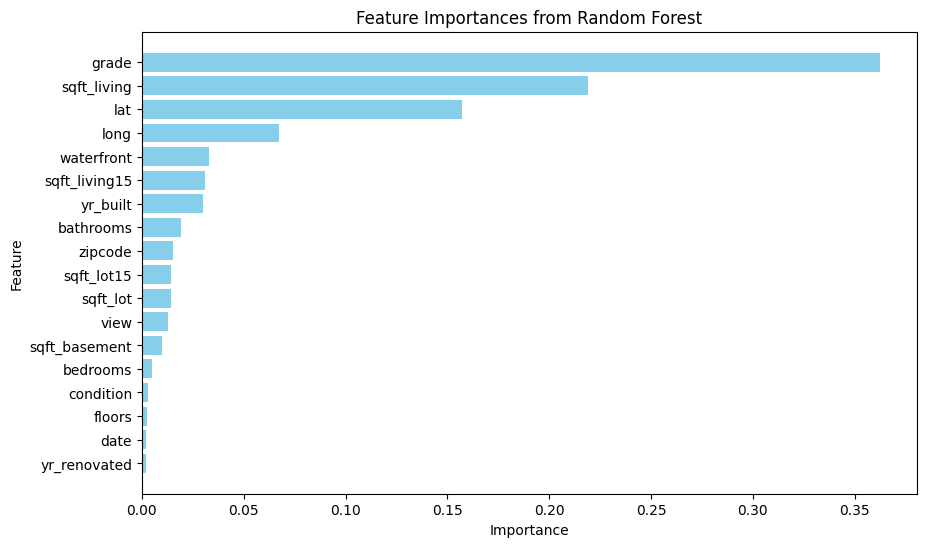 Feature Importances from Random Forest
Feature
grade
sqft_living
lat
long
waterfront
sqft_living15
yr_built
bathrooms
zipcode
sqft_lot15
sqft_lot
view
sqft_basement
bedrooms
condition
floors
date
yr_renovated
0.00 0.05 0.10 0.15 0.20 0.25 0.30 0.35
Importance